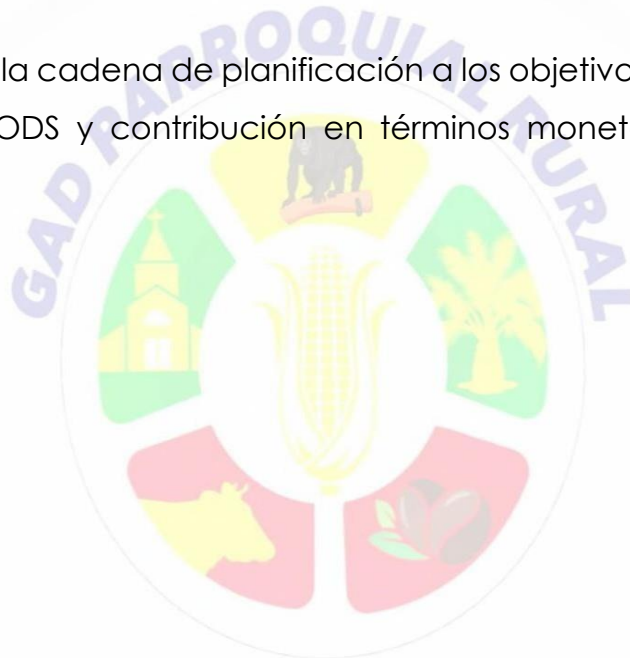 la cadena de planificación a los objetivo
ODS y contribución en términos monet
GAD PARROQUIAL RURAL